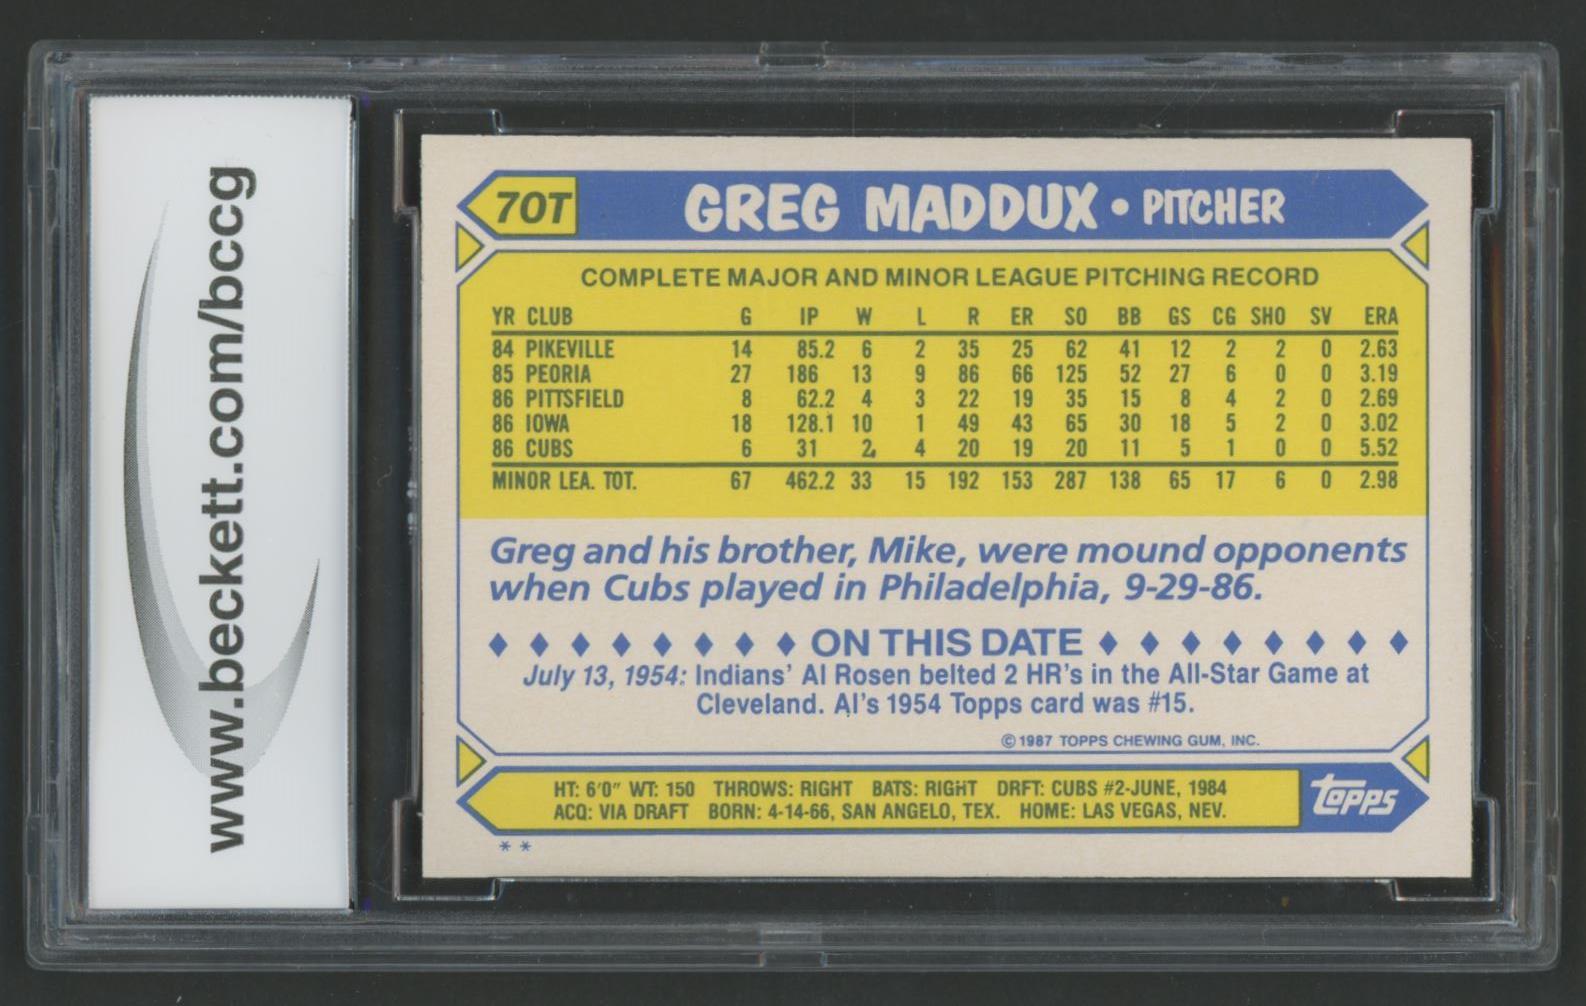 www.beckett.com/bccg
70T GREG MADDUX • PITCHER
COMPLETE MAJOR AND MINOR LEAGUE PITCHING RECORD
YR CLUB G IP W L R ER SO BB GS CG SHO SV ERA
84 PIKEVILLE 14 85.2 6 2 35 25 62 41 12 2 2 0 2.63
85 PEORIA 27 186 13 9 86 66 125 52 27 6 0 0 3.19
86 PITTSFIELD 8 62.2 4 3 22 19 35 15 8 4 2 0 2.69
86 IOWA 18 128.1 10 1 49 43 65 30 18 5 2 0 3.02
86 CUBS 6 31 2 4 20 19 20 11 5 1 0 0 5.52
MINOR LEA. TOT. 67 462.2 33 15 192 153 287 138 65 17 6 0 2.98
Greg and his brother, Mike, were mound opponents
when Cubs played in Philadelphia, 9-29-86.
ON THIS DATE
July 13, 1954: Indians' Al Rosen belted 2 HR's in the All-Star Game at
Cleveland. Al's 1954 Topps card was #15.
© 1987 TOPPS CHEWING GUM, INC.
HT: 6'0" WT: 150 THROWS: RIGHT BATS: RIGHT DRFT: CUBS #2-JUNE, 1984
ACQ: VIA DRAFT BORN: 4-14-66, SAN ANGELO, TEX. HOME: LAS VEGAS, NEV.
topps
* *